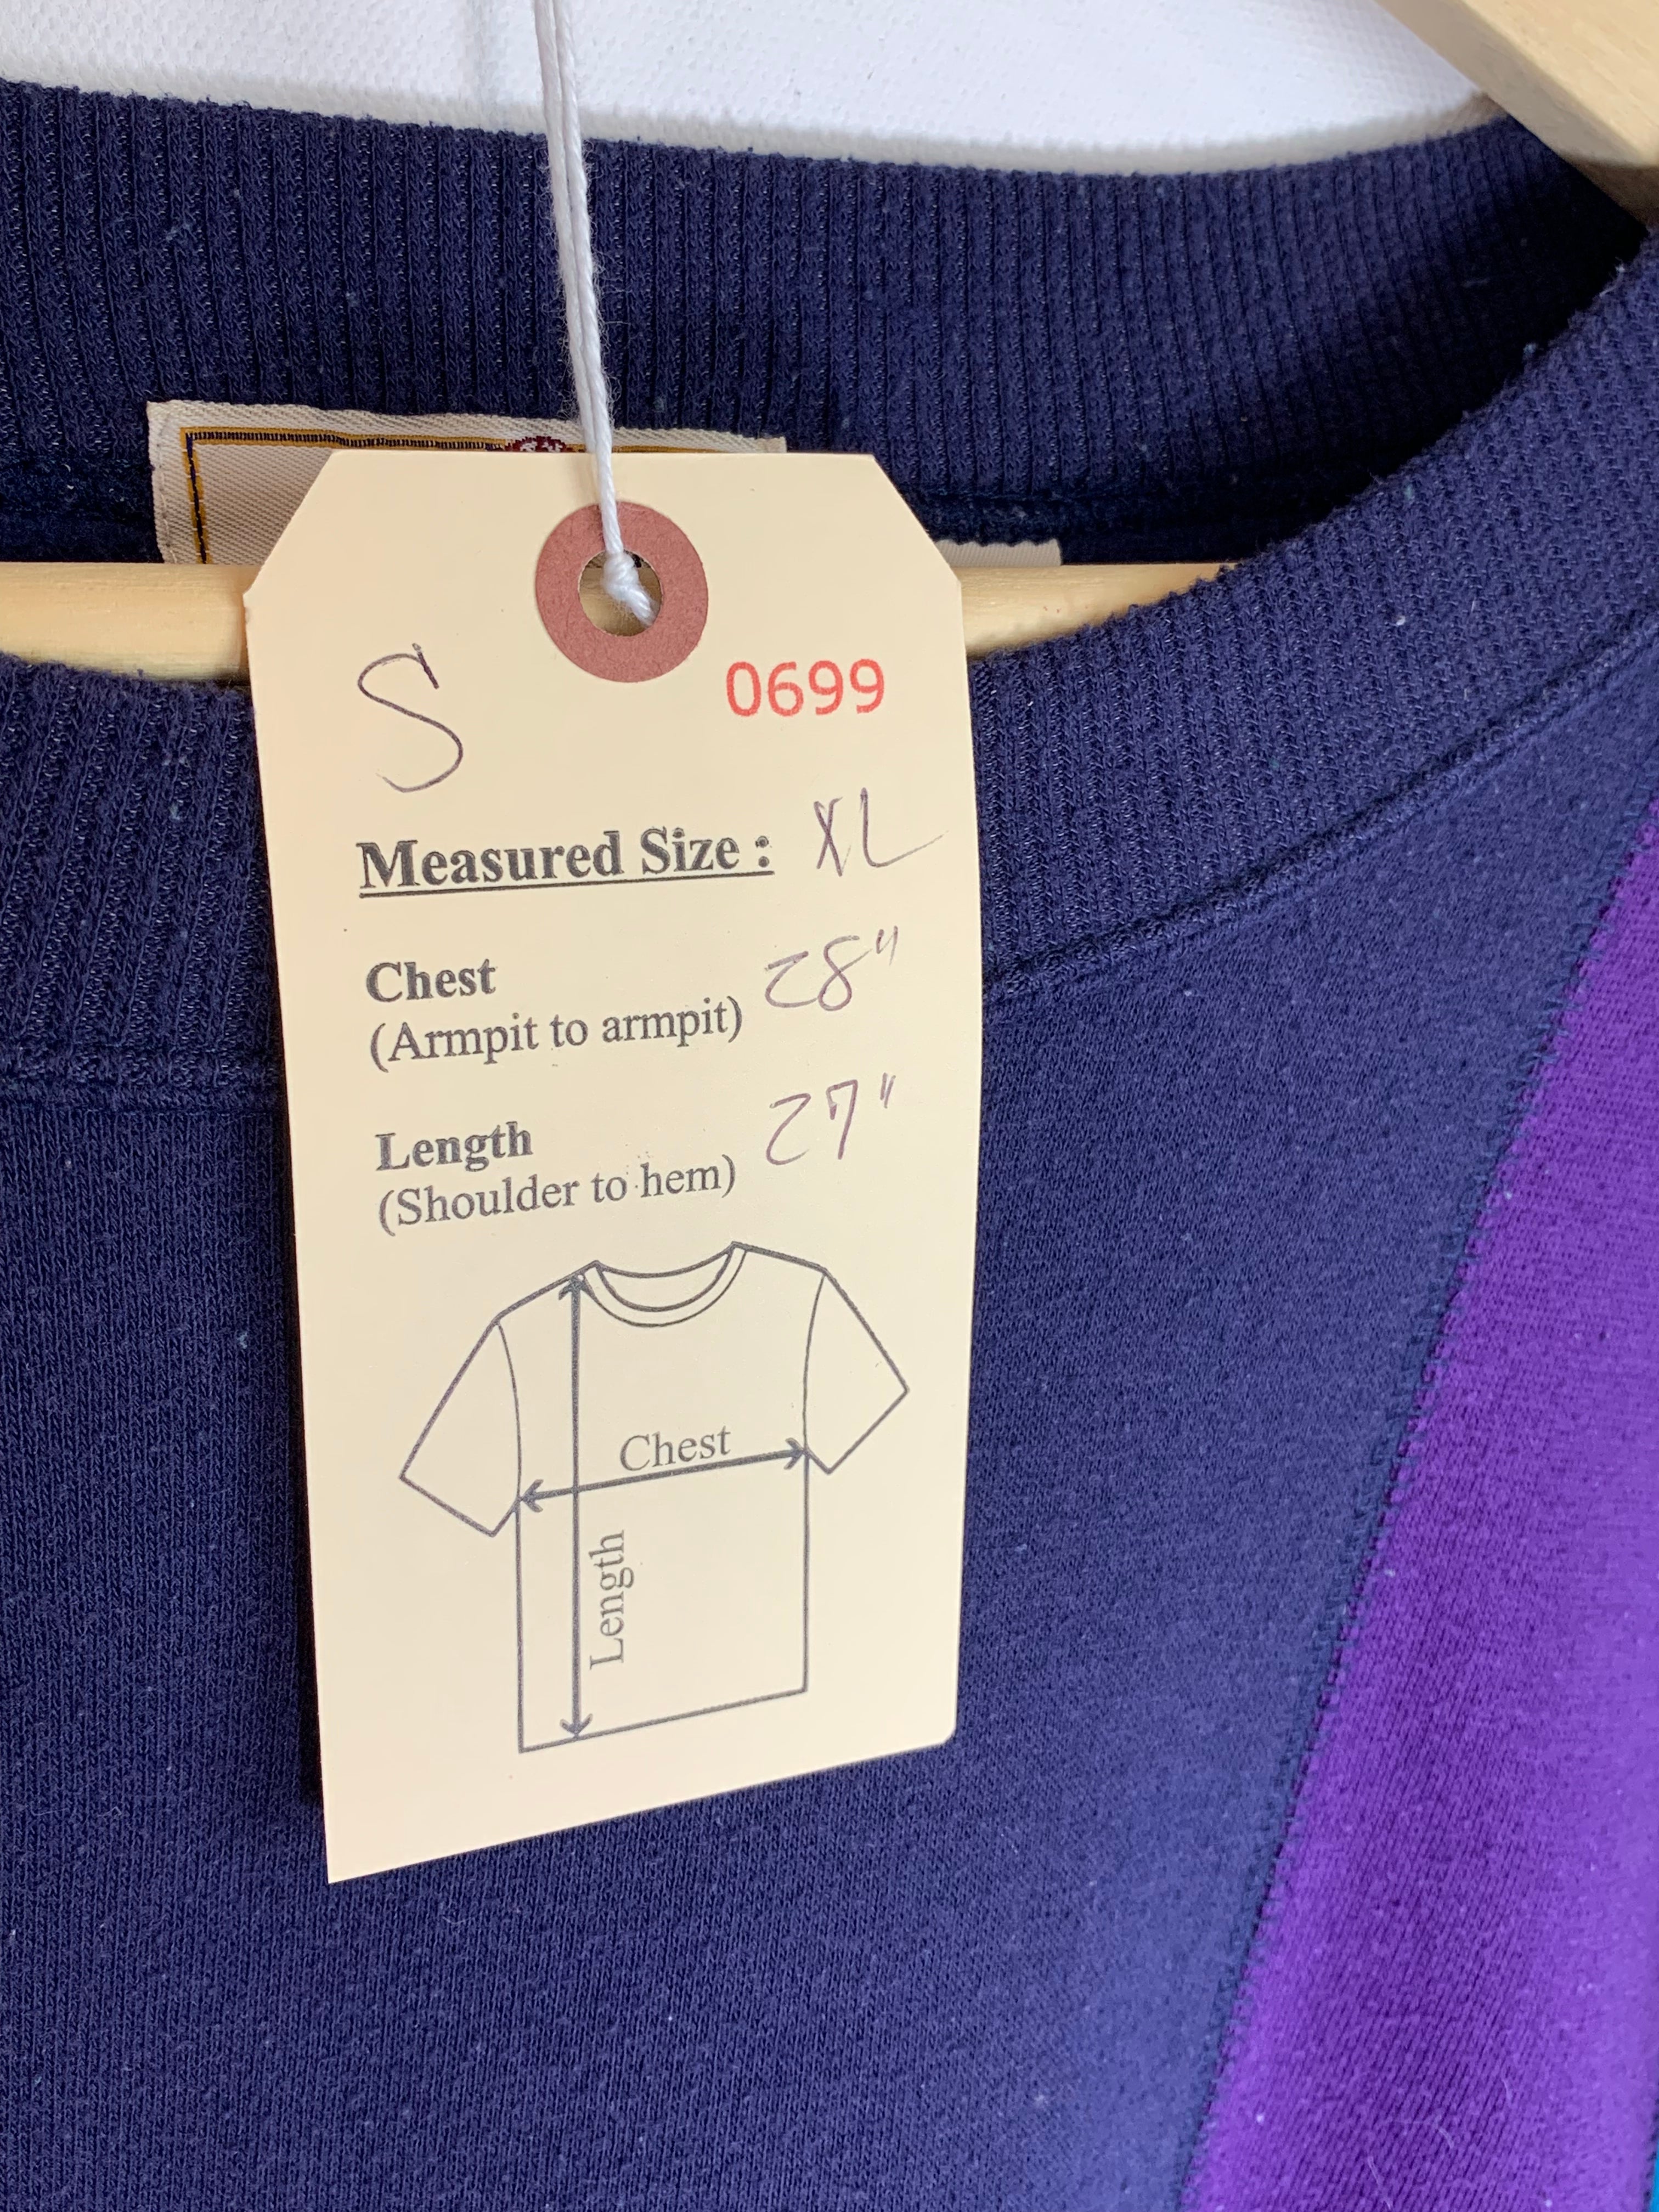 S
0699
Measured Size : XL
Chest 28"
(Armpit to armpit)
Length 27"
(Shoulder to hem)
Chest
Length